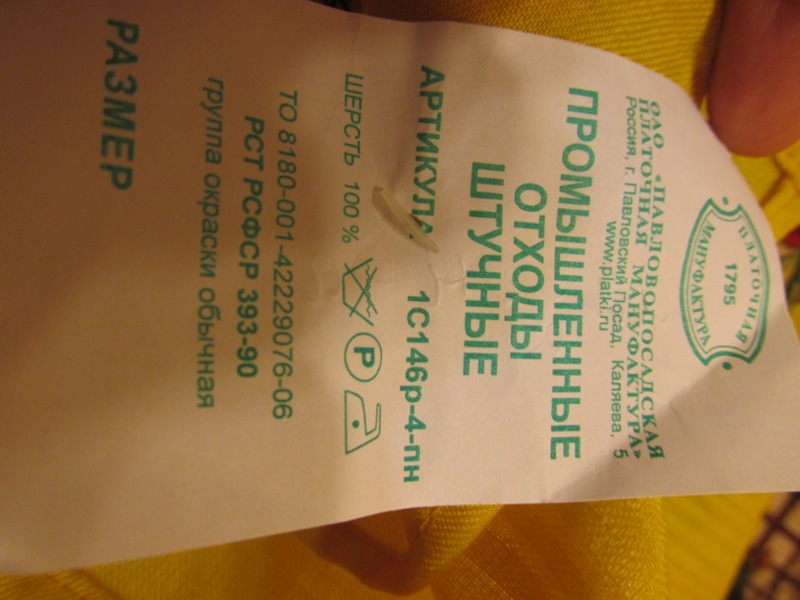 ПЛАТОЧНАЯ
1795
МАНУФАКТУРА
ОАО «ПАВЛОВОПОСАДСКАЯ
ПЛАТОЧНАЯ МАНУФАКТУРА»
Россия, г. Павловский Посад, Каляева, 5
www.platki.ru
ПРОМЫШЛЕННЫЕ
ОТХОДЫ
ШТУЧНЫЕ
АРТИКУЛА 1С146р-4-пн
ШЕРСТЬ 100 % P
ТО 8180-001-42229076-06
РСТ РСФСР 393-90
группа окраски обычная
РАЗМЕР